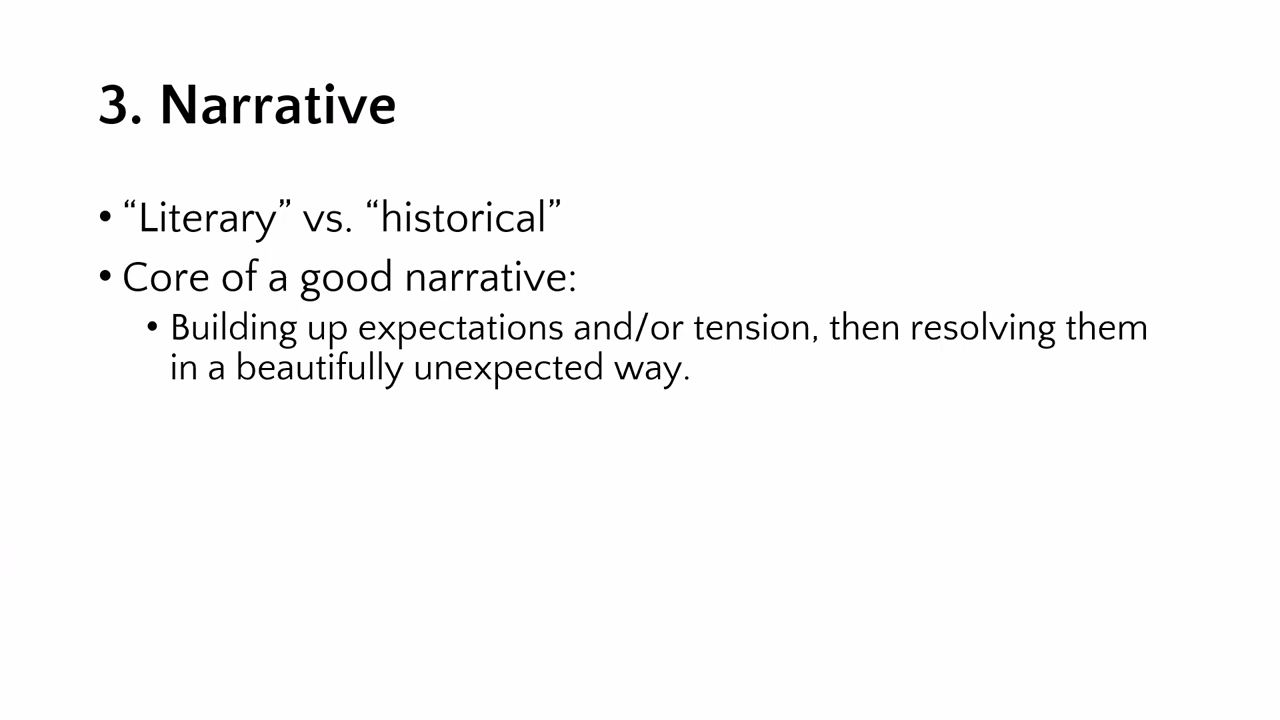 3. Narrative
• “Literary” vs. “historical”
• Core of a good narrative:
• Building up expectations and/or tension, then resolving them
in a beautifully unexpected way.